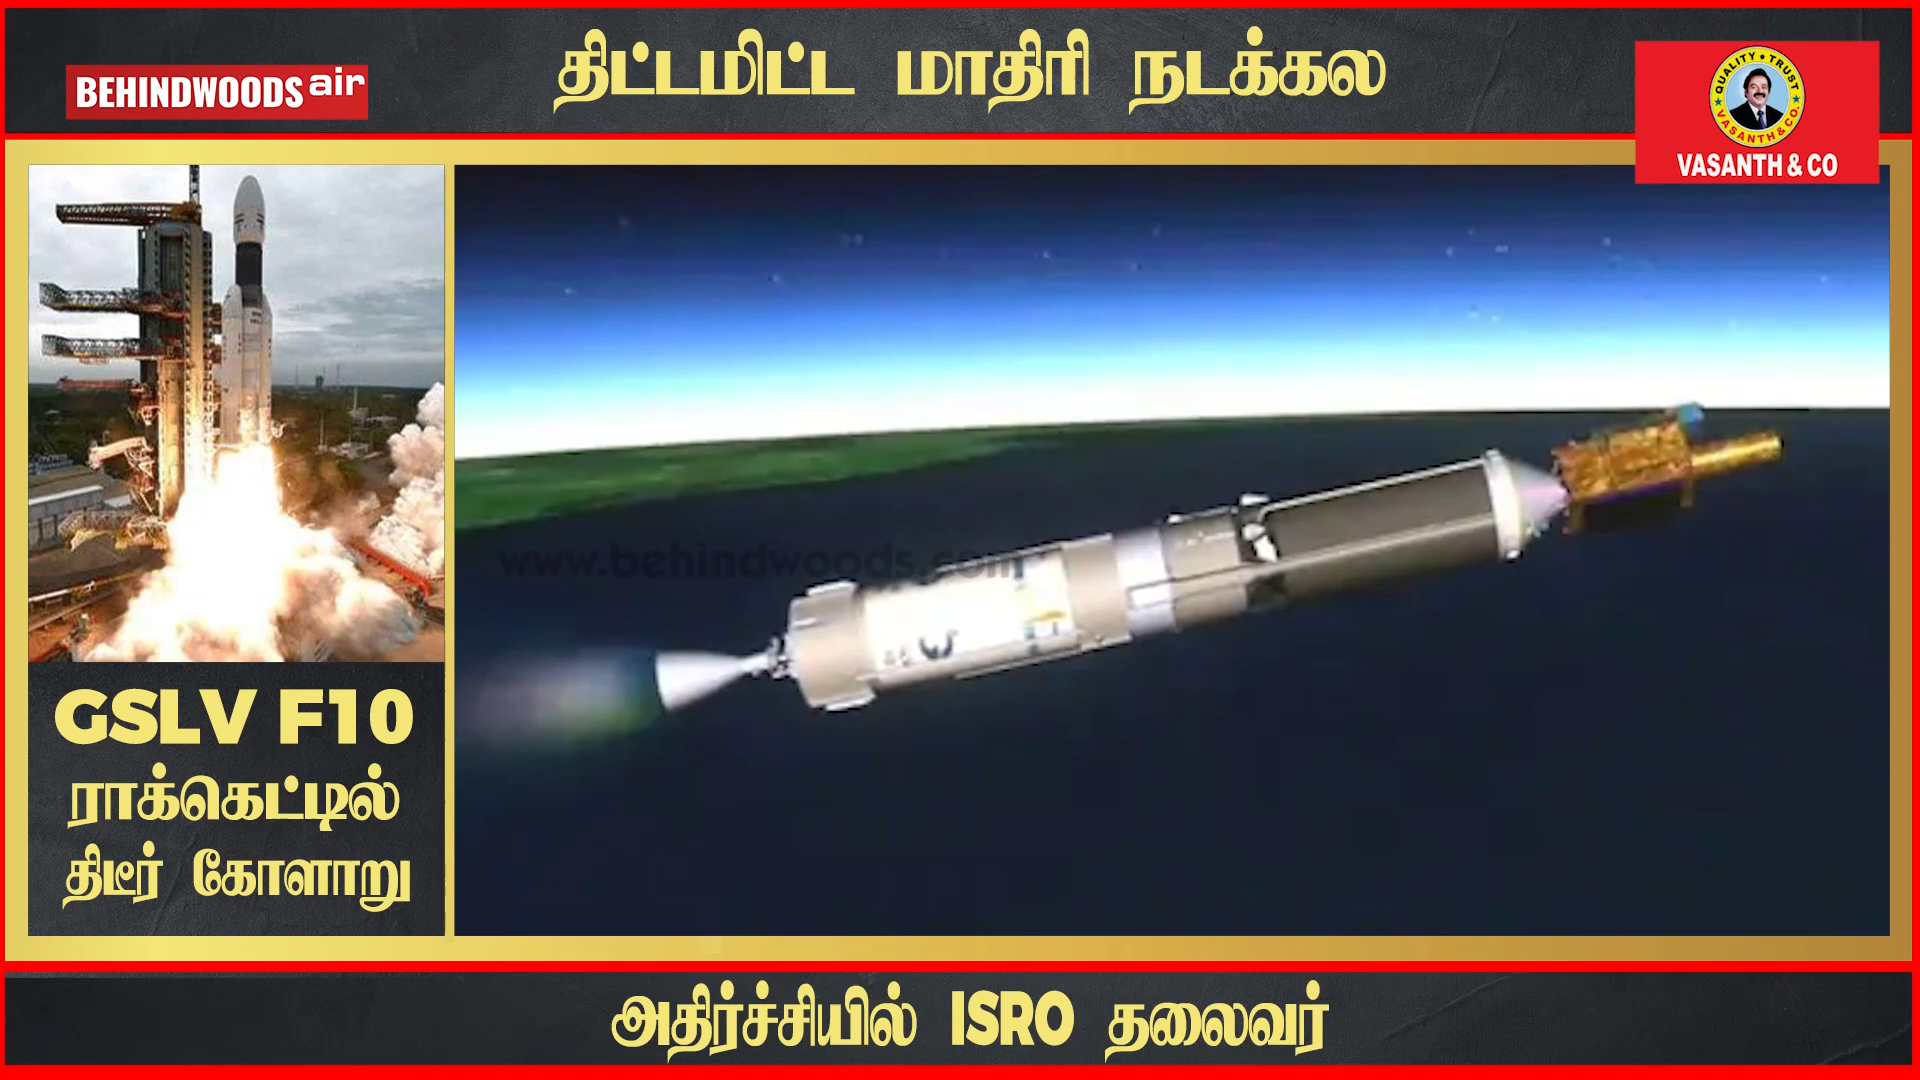 திட்டமிட்ட மாதிரி நடக்கல
BEHINDWOODS air
QUALITY • TRUST
VASANTH & CO.
VASANTH & CO
www.behindwoods.com
GSLV F10
ராக்கெட்டில்
திடீர் கோளாறு
அதிர்ச்சியில் ISRO தலைவர்